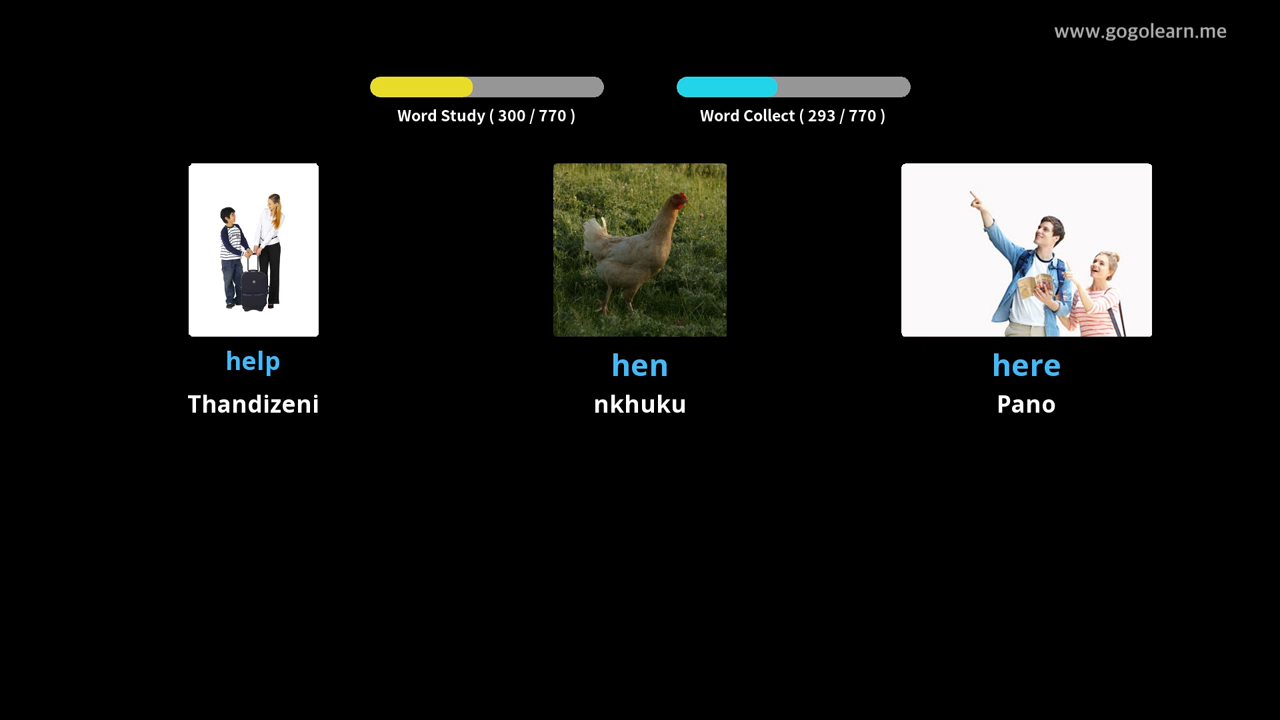 www.gogolearn.me
Word Study ( 300 / 770 )
Word Collect ( 293 / 770 )
help
Thandizeni
hen
nkhuku
here
Pano